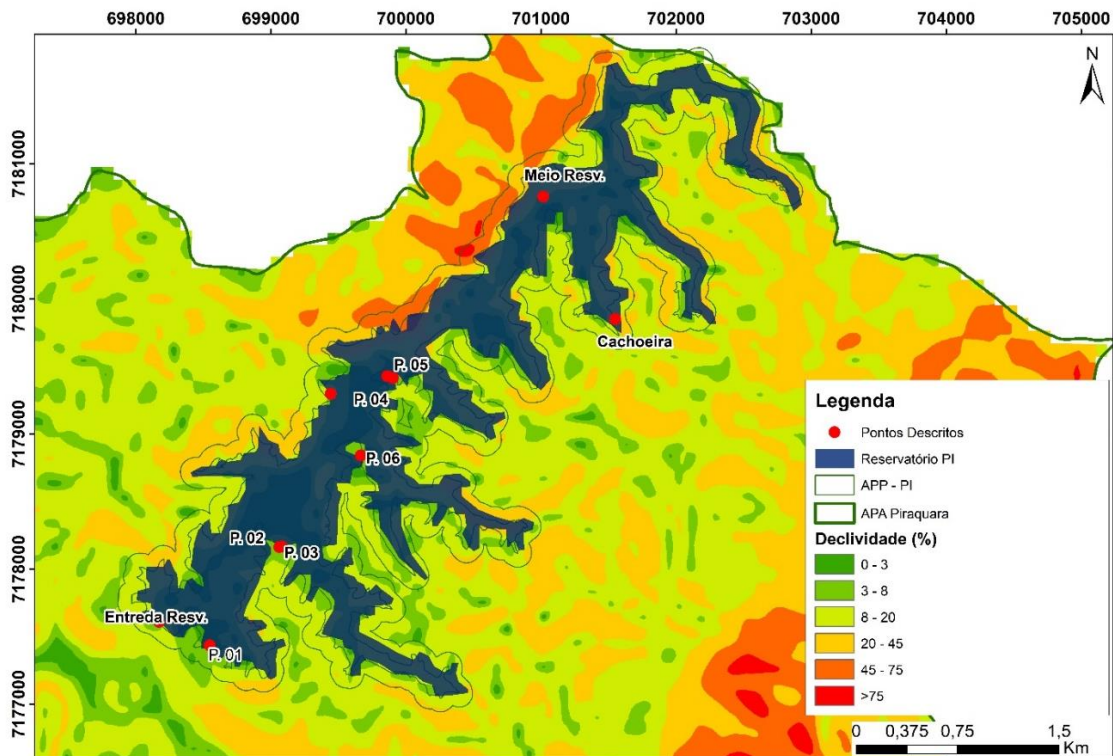 698000 699000 700000 701000 702000 703000 704000 705000
N
7181000
Meio Resv.
7180000
Cachoeira
P. 05
P. 04
7179000
P. 06
P. 02
P. 03
7178000
Entreda Resv.
P. 01
7177000
Legenda
Pontos Descritos
Reservatório PI
APP - PI
APA Piraquara
Declividade (%)
0 - 3
3 - 8
8 - 20
20 - 45
45 - 75
>75
0 0,375 0,75 1,5
Km